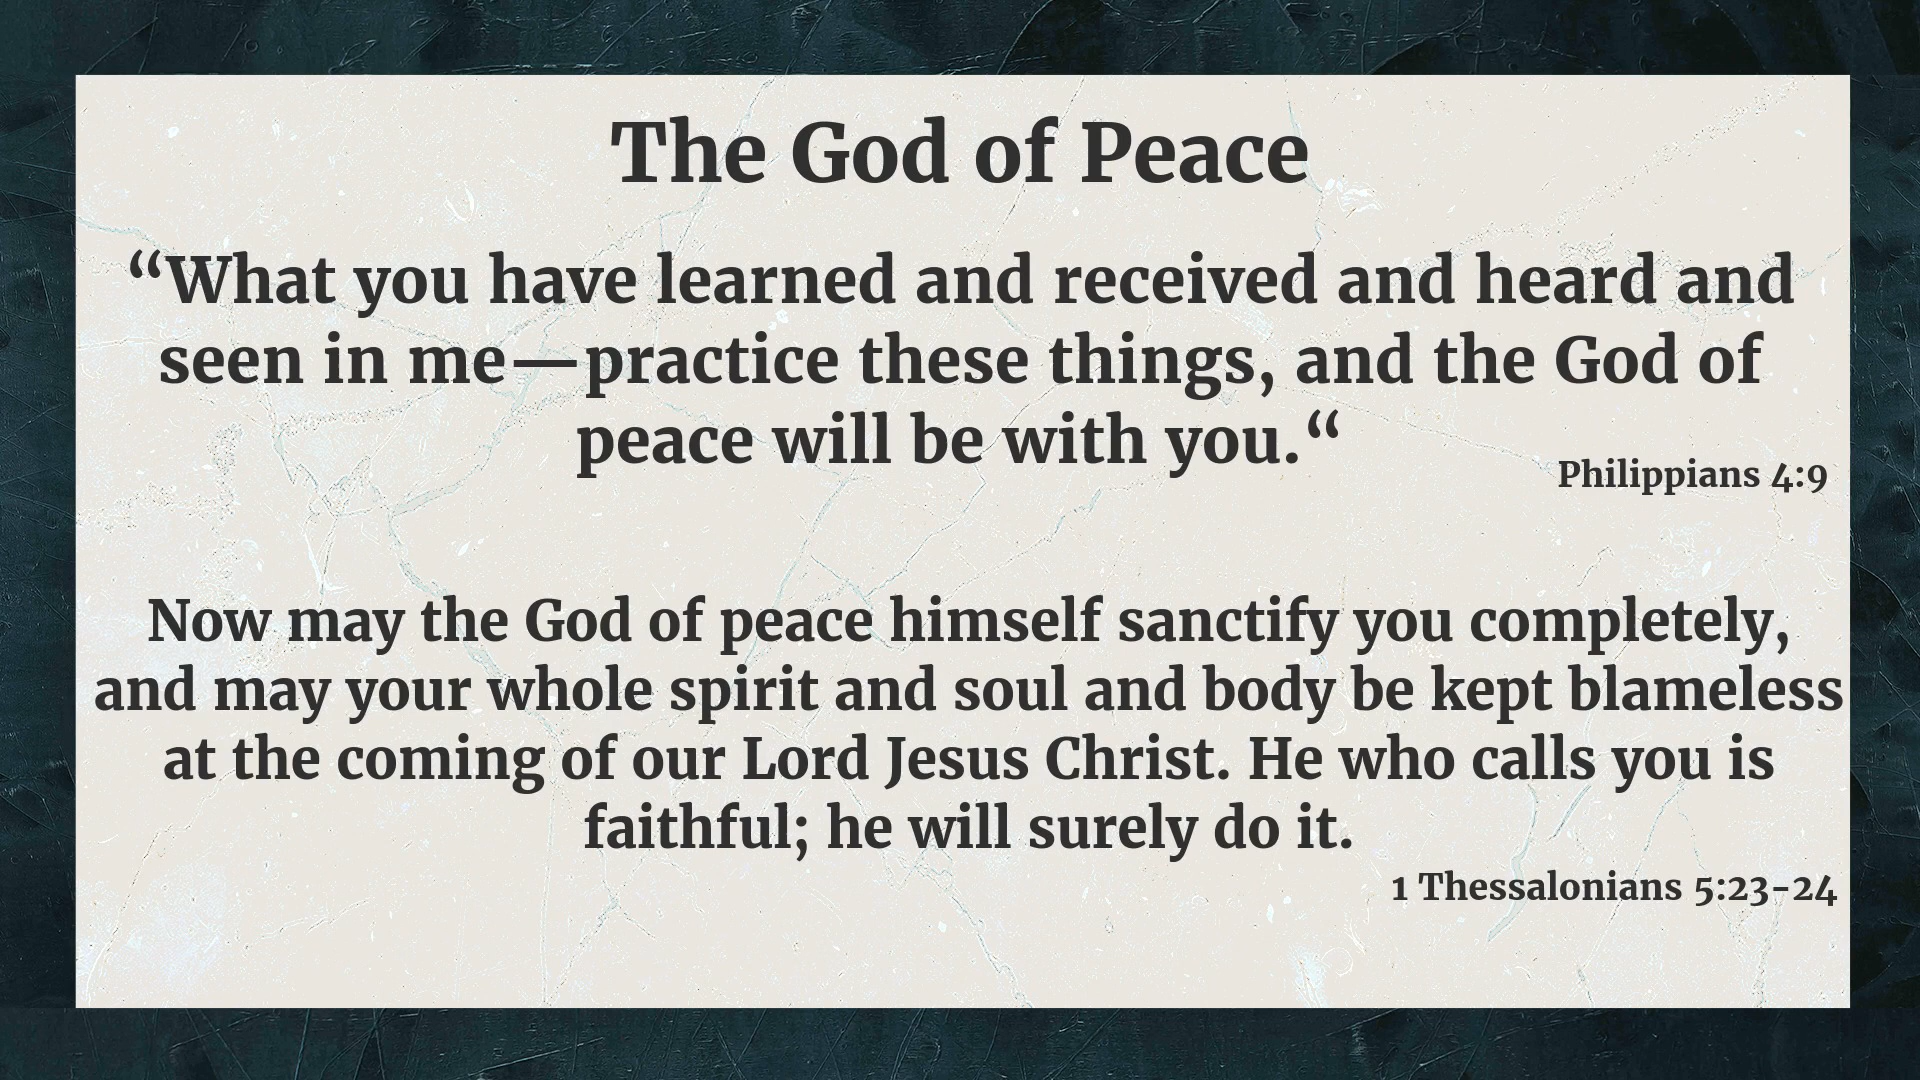 The God of Peace
“What you have learned and received and heard and
seen in me—practice these things, and the God of
peace will be with you.“
Philippians 4:9
Now may the God of peace himself sanctify you completely,
and may your whole spirit and soul and body be kept blameless
at the coming of our Lord Jesus Christ. He who calls you is
faithful; he will surely do it.
1 Thessalonians 5:23-24